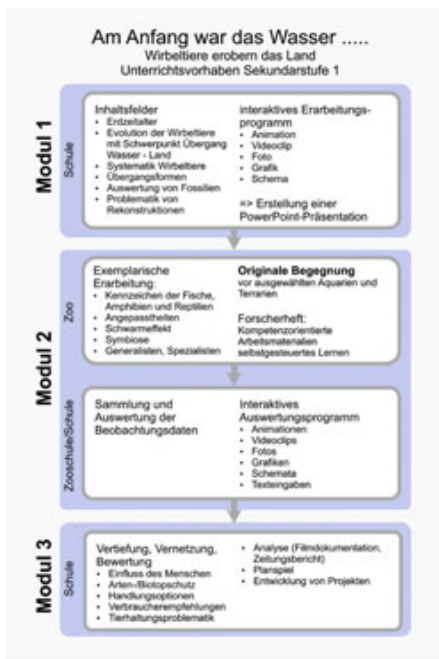 Am Anfang war das Wasser .....
Wirbeltiere erobern das Land
Unterrichtsvorhaben Sekundarstufe 1
Modul 1
Schule
Inhaltsfelder
• Erdzeitalter
• Evolution der Wirbeltiere
mit Schwerpunkt Übergang
Wasser - Land
• Systematik Wirbeltiere
• Übergangsformen
• Auswertung von Fossilien
• Problematik von
Rekonstruktionen
interaktives Erarbeitungs-
programm
• Animation
• Videoclip
• Foto
• Grafik
• Schema
=> Erstellung einer
PowerPoint-Präsentation
Modul 2
Zoo
Exemplarische
Erarbeitung:
• Kennzeichen der Fische,
Amphibien und Reptilien
• Angepasstheiten
• Schwarmeffekt
• Symbiose
• Generalisten, Spezialisten
Originale Begegnung
vor ausgewählten Aquarien und
Terrarien
Forscherheft:
Kompetenzorientierte
Arbeitsmaterialien
selbstgesteuertes Lernen
Zooschule/Schule
Sammlung und
Auswertung der
Beobachtungsdaten
Interaktives
Auswertungsprogramm
• Animationen
• Videoclips
• Fotos
• Grafiken
• Schemata
• Texteingaben
Modul 3
Schule
Vertiefung, Vernetzung,
Bewertung
• Einfluss des Menschen
• Arten-/Biotopschutz
• Handlungsoptionen
• Verbraucherempfehlungen
• Tierhaltungsproblematik
• Analyse (Filmdokumentation,
Zeitungsbericht)
• Planspiel
• Entwicklung von Projekten